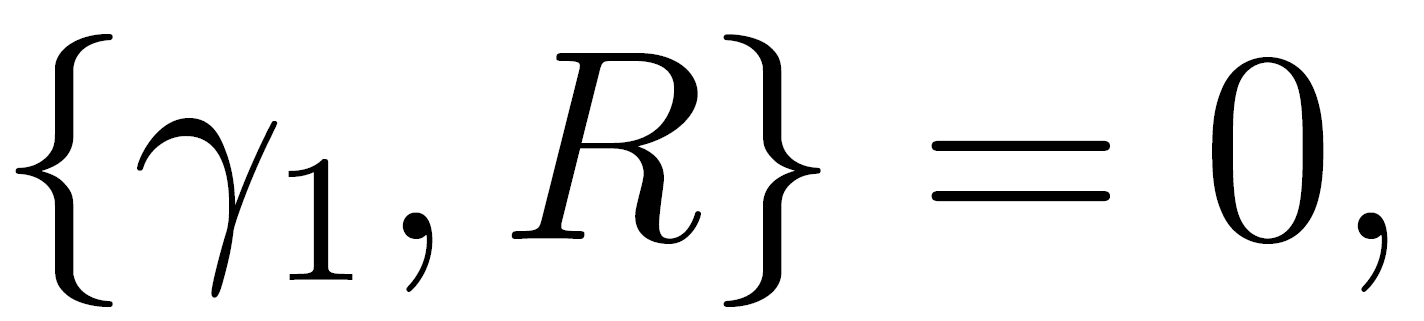 {γ₁, R} = 0,